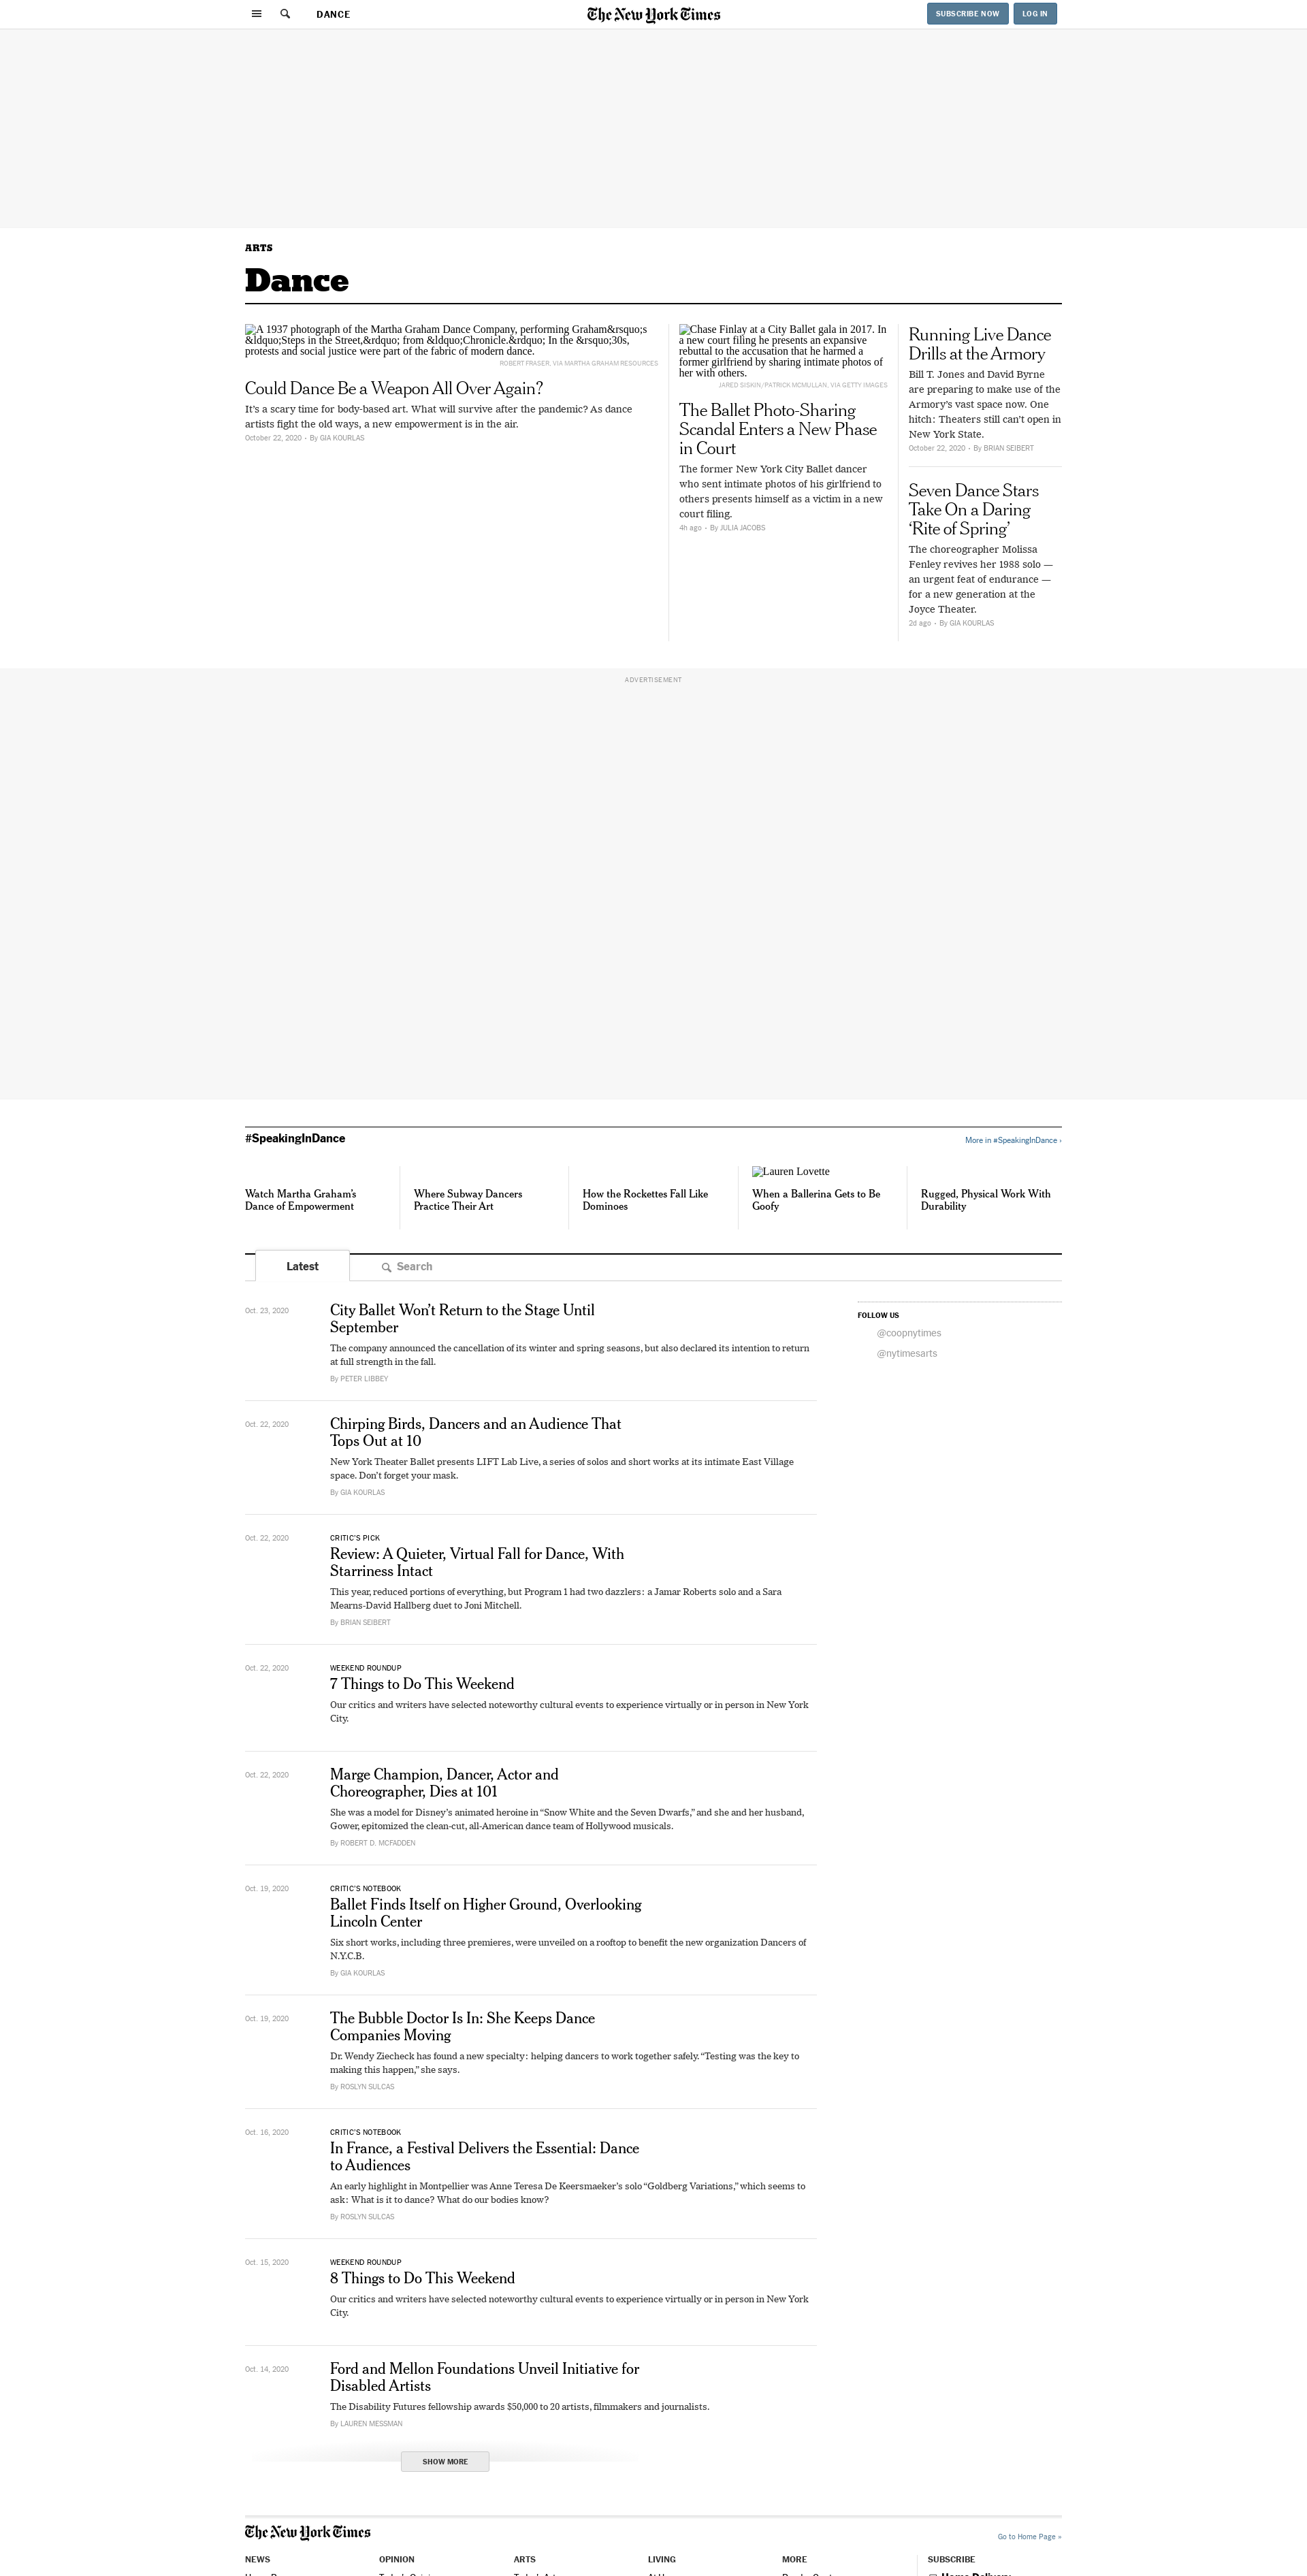 DANCE
The New York Times
SUBSCRIBE NOW
LOG IN
ARTS
Dance
A 1937 photograph of the Martha Graham Dance Company, performing Graham&rsquo;s
&ldquo;Steps in the Street,&rdquo; from &ldquo;Chronicle.&rdquo; In the &rsquo;30s,
protests and social justice were part of the fabric of modern dance.
ROBERT FRASER, VIA MARTHA GRAHAM RESOURCES
Could Dance Be a Weapon All Over Again?
It’s a scary time for body-based art. What will survive after the pandemic? As dance
artists fight the old ways, a new empowerment is in the air.
October 22, 2020 • By GIA KOURLAS
Chase Finlay at a City Ballet gala in 2017. In
a new court filing he presents an expansive
rebuttal to the accusation that he harmed a
former girlfriend by sharing intimate photos of
her with others.
JARED SISKIN/PATRICK MCMULLAN, VIA GETTY IMAGES
The Ballet Photo-Sharing
Scandal Enters a New Phase
in Court
The former New York City Ballet dancer
who sent intimate photos of his girlfriend to
others presents himself as a victim in a new
court filing.
4h ago • By JULIA JACOBS
Running Live Dance
Drills at the Armory
Bill T. Jones and David Byrne
are preparing to make use of the
Armory’s vast space now. One
hitch: Theaters still can’t open in
New York State.
October 22, 2020 • By BRIAN SEIBERT
Seven Dance Stars
Take On a Daring
‘Rite of Spring’
The choreographer Molissa
Fenley revives her 1988 solo —
an urgent feat of endurance —
for a new generation at the
Joyce Theater.
2d ago • By GIA KOURLAS
ADVERTISEMENT
#SpeakingInDance
More in #SpeakingInDance ›
Watch Martha Graham’s
Dance of Empowerment
Where Subway Dancers
Practice Their Art
How the Rockettes Fall Like
Dominoes
Lauren Lovette
When a Ballerina Gets to Be
Goofy
Rugged, Physical Work With
Durability
Latest
Search
Oct. 23, 2020
City Ballet Won’t Return to the Stage Until
September
The company announced the cancellation of its winter and spring seasons, but also declared its intention to return
at full strength in the fall.
By PETER LIBBEY
FOLLOW US
@coopnytimes
@nytimesarts
Oct. 22, 2020
Chirping Birds, Dancers and an Audience That
Tops Out at 10
New York Theater Ballet presents LIFT Lab Live, a series of solos and short works at its intimate East Village
space. Don’t forget your mask.
By GIA KOURLAS
Oct. 22, 2020
CRITIC’S PICK
Review: A Quieter, Virtual Fall for Dance, With
Starriness Intact
This year, reduced portions of everything, but Program 1 had two dazzlers: a Jamar Roberts solo and a Sara
Mearns-David Hallberg duet to Joni Mitchell.
By BRIAN SEIBERT
Oct. 22, 2020
WEEKEND ROUNDUP
7 Things to Do This Weekend
Our critics and writers have selected noteworthy cultural events to experience virtually or in person in New York
City.
Oct. 22, 2020
Marge Champion, Dancer, Actor and
Choreographer, Dies at 101
She was a model for Disney’s animated heroine in “Snow White and the Seven Dwarfs,” and she and her husband,
Gower, epitomized the clean-cut, all-American dance team of Hollywood musicals.
By ROBERT D. MCFADDEN
Oct. 19, 2020
CRITIC’S NOTEBOOK
Ballet Finds Itself on Higher Ground, Overlooking
Lincoln Center
Six short works, including three premieres, were unveiled on a rooftop to benefit the new organization Dancers of
N.Y.C.B.
By GIA KOURLAS
Oct. 19, 2020
The Bubble Doctor Is In: She Keeps Dance
Companies Moving
Dr. Wendy Ziecheck has found a new specialty: helping dancers to work together safely. “Testing was the key to
making this happen,” she says.
By ROSLYN SULCAS
Oct. 16, 2020
CRITIC’S NOTEBOOK
In France, a Festival Delivers the Essential: Dance
to Audiences
An early highlight in Montpellier was Anne Teresa De Keersmaeker’s solo “Goldberg Variations,” which seems to
ask: What is it to dance? What do our bodies know?
By ROSLYN SULCAS
Oct. 15, 2020
WEEKEND ROUNDUP
8 Things to Do This Weekend
Our critics and writers have selected noteworthy cultural events to experience virtually or in person in New York
City.
Oct. 14, 2020
Ford and Mellon Foundations Unveil Initiative for
Disabled Artists
The Disability Futures fellowship awards $50,000 to 20 artists, filmmakers and journalists.
By LAUREN MESSMAN
SHOW MORE
The New York Times
Go to Home Page »
NEWS
OPINION
ARTS
LIVING
MORE
SUBSCRIBE